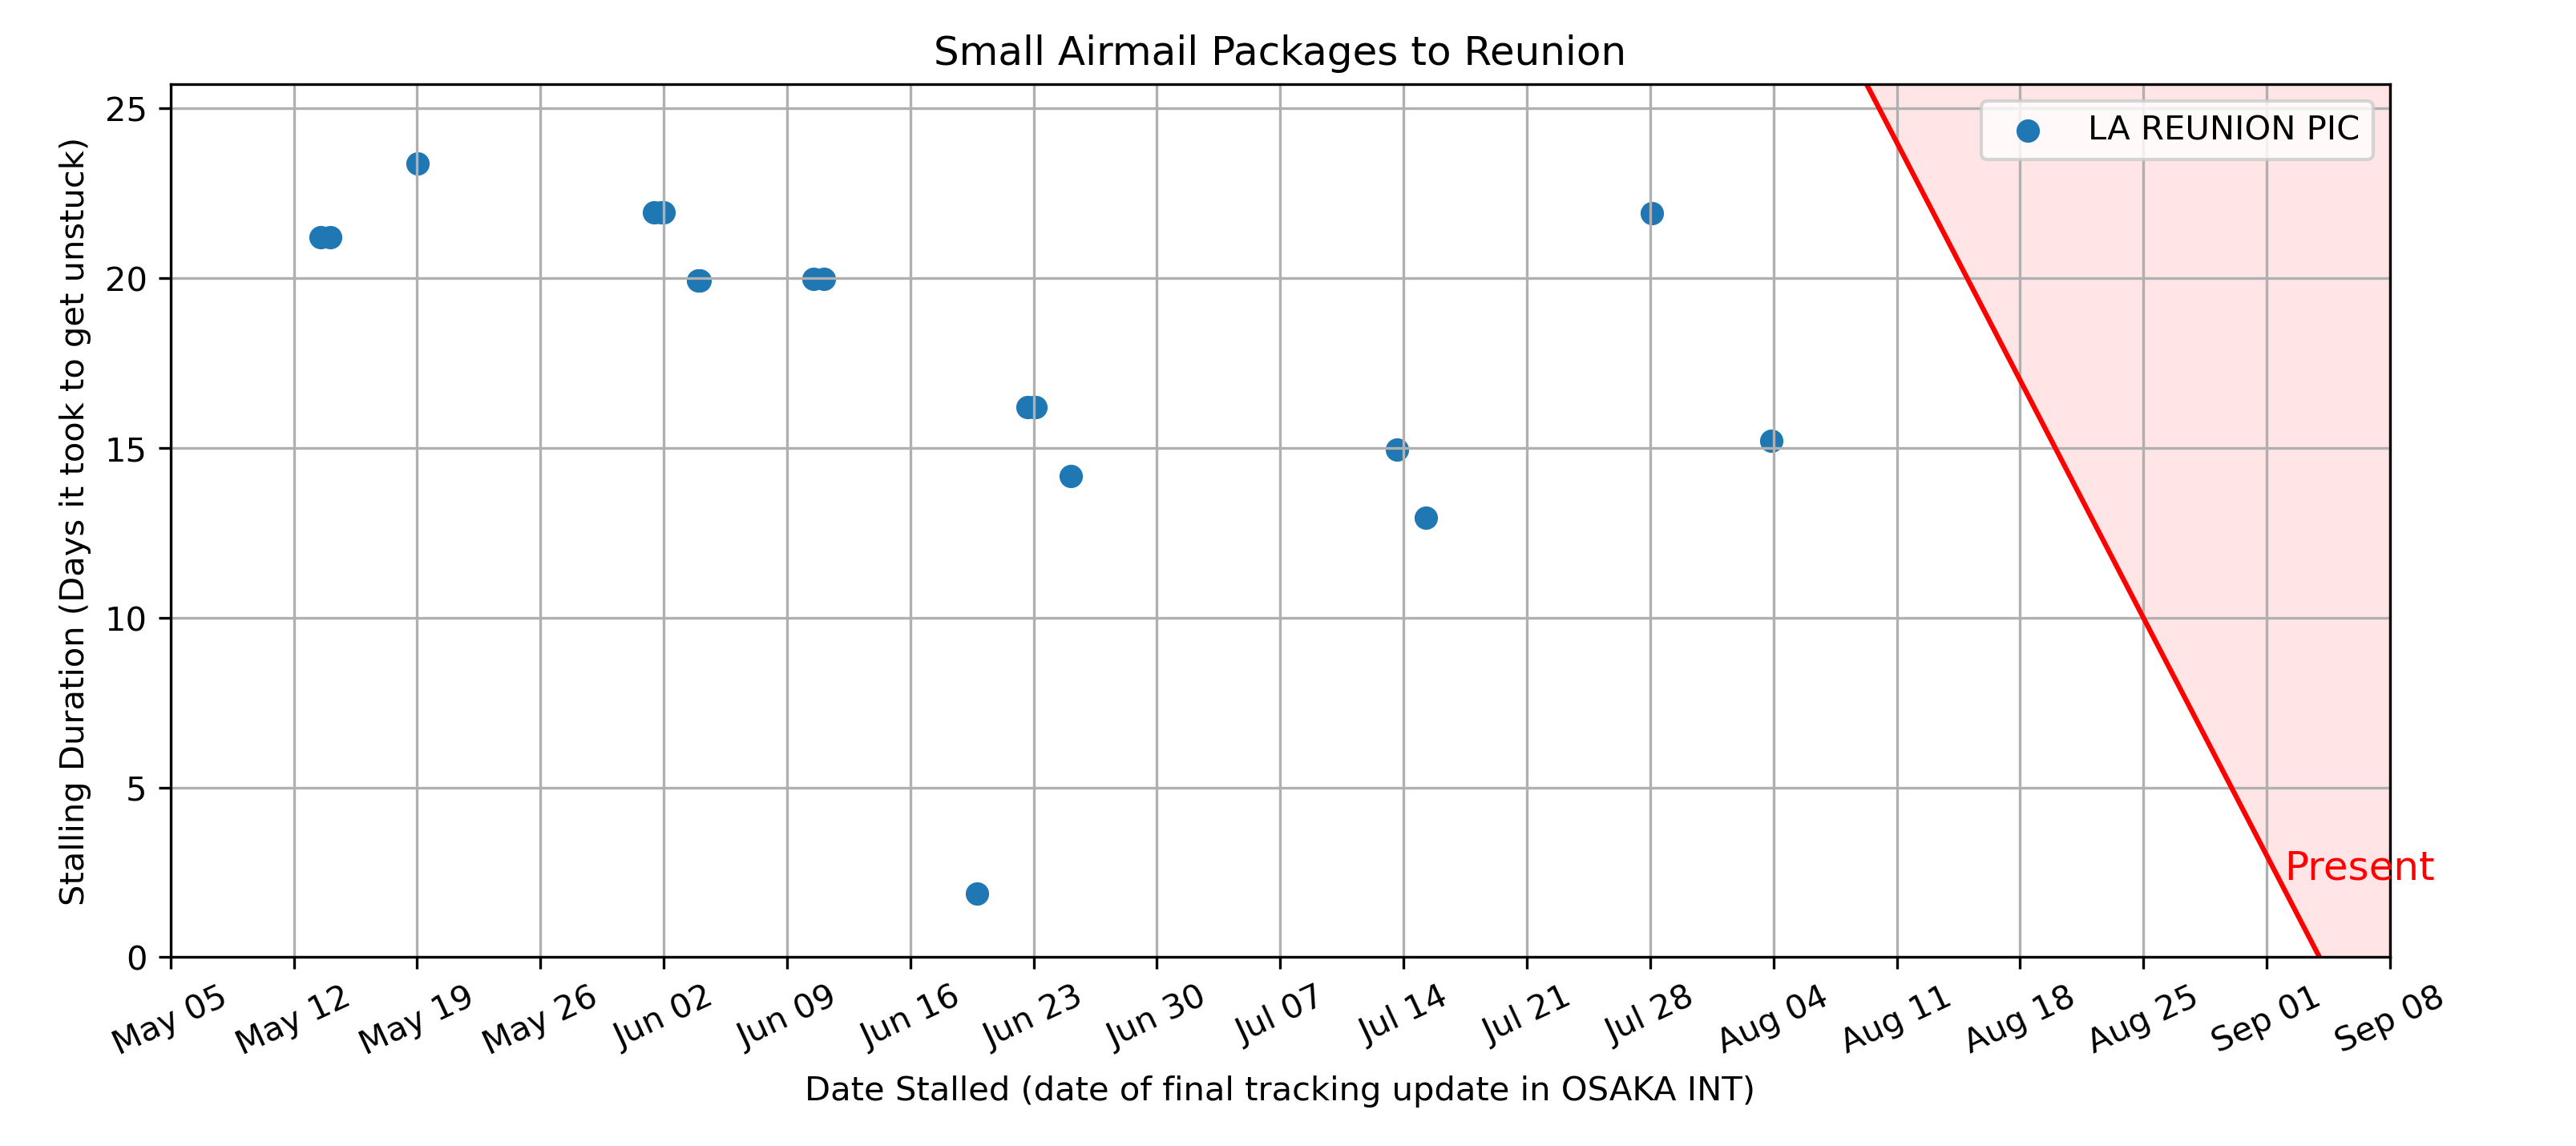 Small Airmail Packages to Reunion
LA REUNION PIC
Stalling Duration (Days it took to get unstuck)
25
20
15
10
5
0
Present
May 05
May 12
May 19
May 26
Jun 02
Jun 09
Jun 16
Jun 23
Jun 30
Jul 07
Jul 14
Jul 21
Jul 28
Aug 04
Aug 11
Aug 18
Aug 25
Sep 01
Sep 08
Date Stalled (date of final tracking update in OSAKA INT)